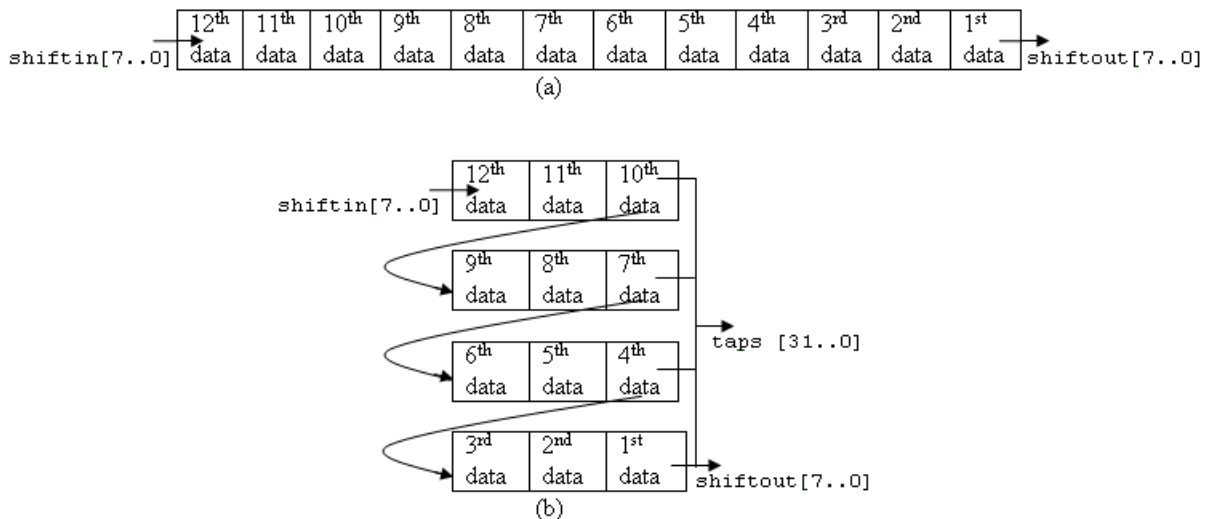 12th 11th 10th 9th 8th 7th 6th 5th 4th 3rd 2nd 1st
shiftin[7..0] data data data data data data data data data data data data shiftout[7..0]
(a)
12th 11th 10th
shiftin[7..0] data data data
9th 8th 7th
data data data
taps [31..0]
6th 5th 4th
data data data
3rd 2nd 1st
data data data shiftout[7..0]
(b)